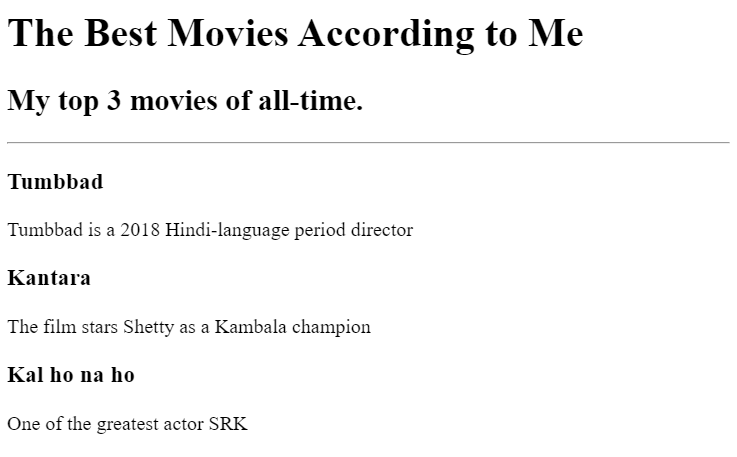 The Best Movies According to Me
My top 3 movies of all-time.
Tumbbad
Tumbbad is a 2018 Hindi-language period director
Kantara
The film stars Shetty as a Kambala champion
Kal ho na ho
One of the greatest actor SRK